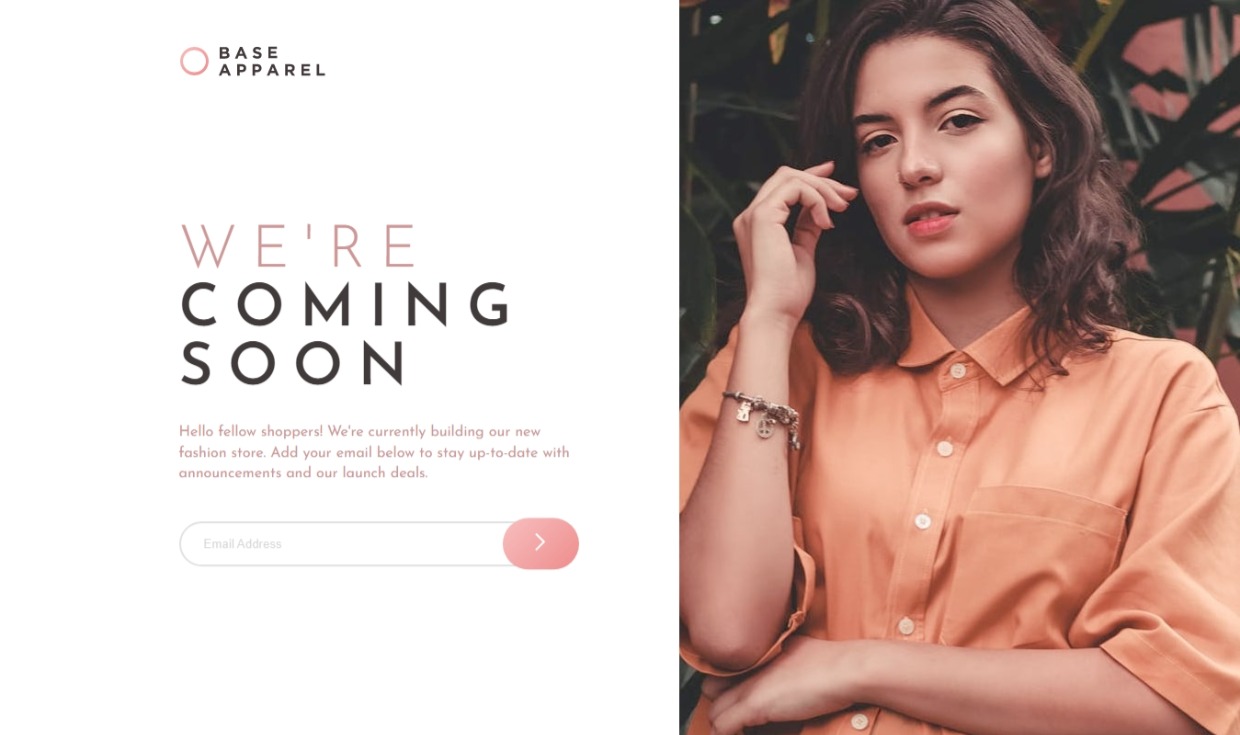 BASE
APPAREL
WE'RE
COMING
SOON
Hello fellow shoppers! We're currently building our new
fashion store. Add your email below to stay up-to-date with
announcements and our launch deals.
Email Address